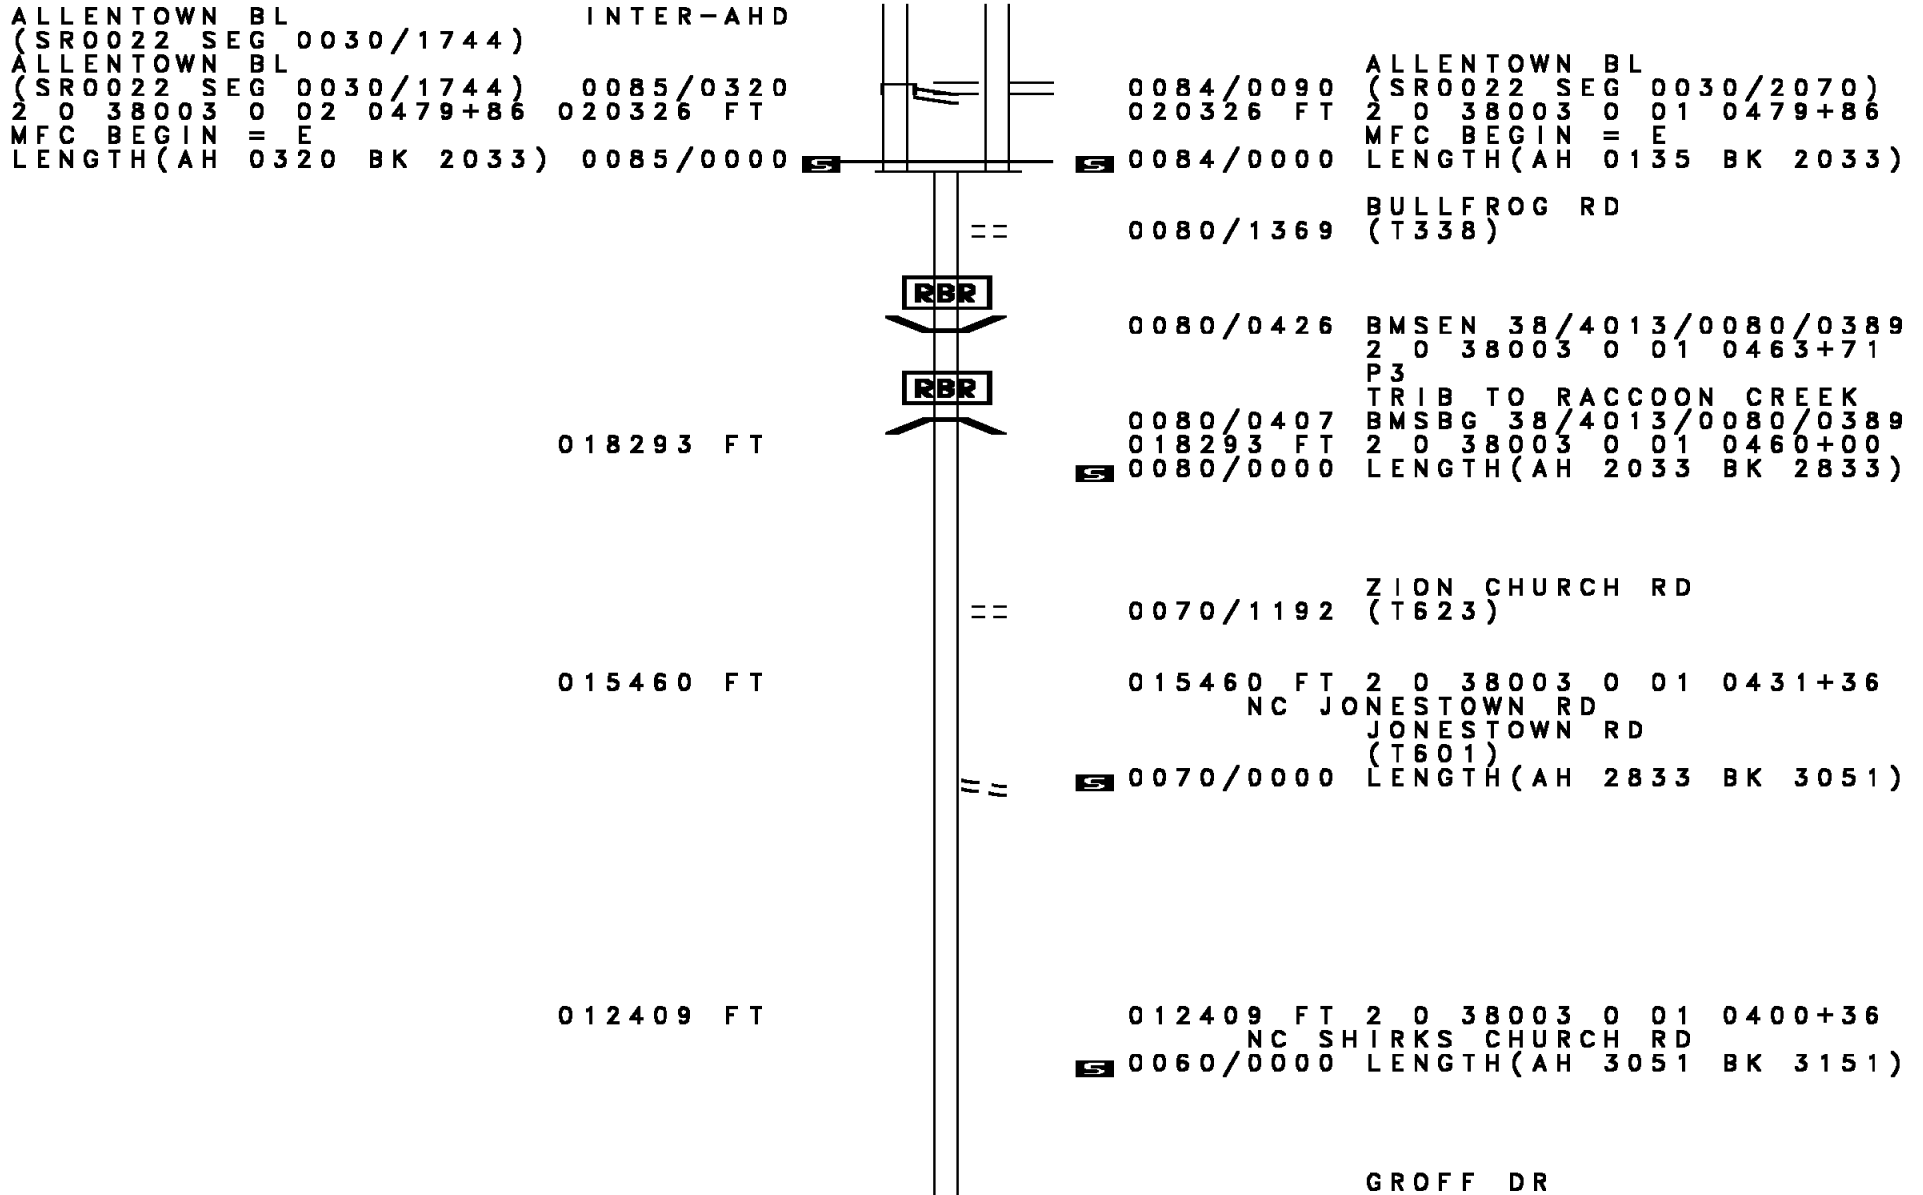 ALLENTOWN BL INTER-AHD
(SR0022 SEG 0030/1744)
ALLENTOWN BL
(SR0022 SEG 0030/1744) 0085/0320
2 0 38003 0 02 0479+86 020326 FT
MFC BEGIN = E
LENGTH(AH 0320 BK 2033) 0085/0000 S
ALLENTOWN BL
0084/0090 (SR0022 SEG 0030/2070)
020326 FT 2 0 38003 0 01 0479+86
MFC BEGIN = E
S 0084/0000 LENGTH(AH 0135 BK 2033)
BULLFROG RD
0080/1369 (T338)
RBR
0080/0426 BMSEN 38/4013/0080/0389
2 0 38003 0 01 0463+71
P3
RBR
TRIB TO RACCOON CREEK
0080/0407 BMSBG 38/4013/0080/0389
018293 FT 018293 FT 2 0 38003 0 01 0460+00
S 0080/0000 LENGTH(AH 2033 BK 2833)
ZION CHURCH RD
0070/1192 (T623)
015460 FT 015460 FT 2 0 38003 0 01 0431+36
NC JONESTOWN RD
JONESTOWN RD
(T601)
S 0070/0000 LENGTH(AH 2833 BK 3051)
012409 FT 012409 FT 2 0 38003 0 01 0400+36
NC SHIRKS CHURCH RD
S 0060/0000 LENGTH(AH 3051 BK 3151)
GROFF DR